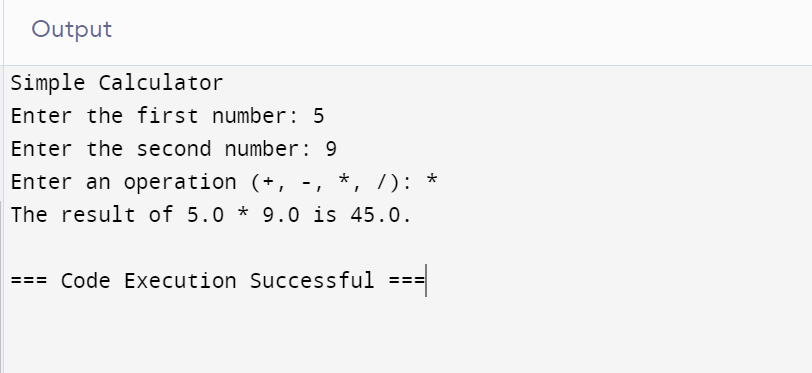 Output
Simple Calculator
Enter the first number: 5
Enter the second number: 9
Enter an operation (+, -, *, /): *
The result of 5.0 * 9.0 is 45.0.
=== Code Execution Successful ===